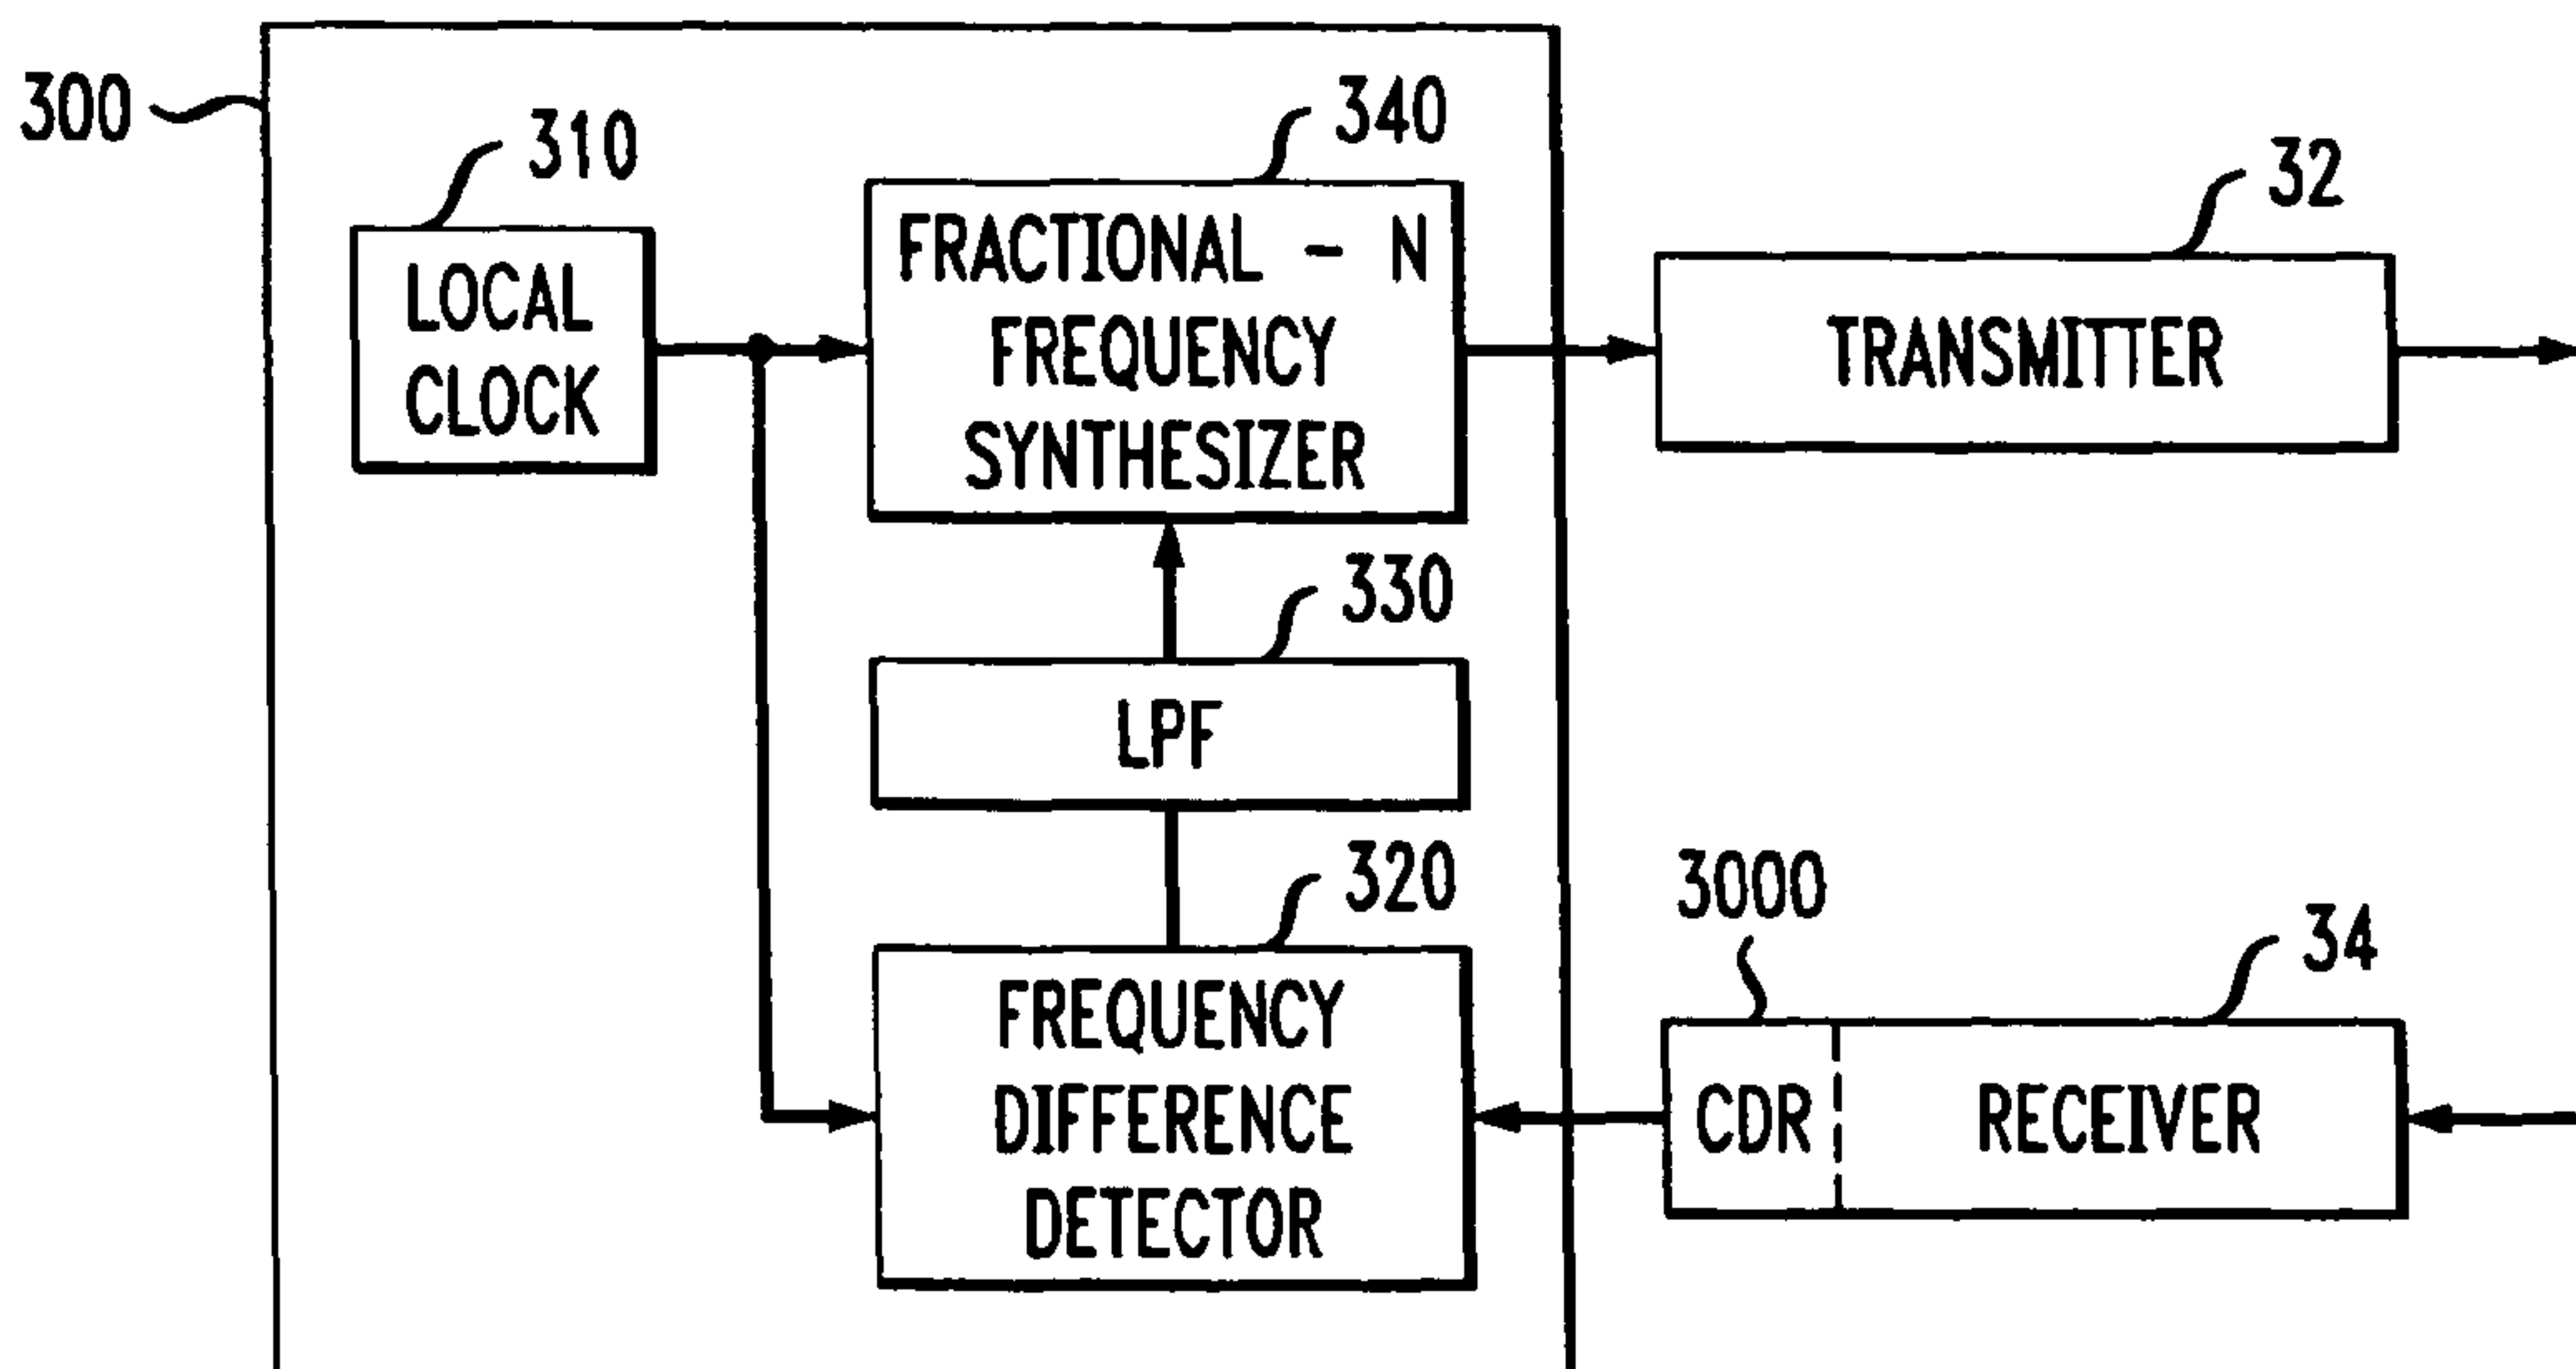 300
310
LOCAL
CLOCK
340
FRACTIONAL - N
FREQUENCY
SYNTHESIZER
32
TRANSMITTER
330
LPF
320
FREQUENCY
DIFFERENCE
DETECTOR
3000
CDR
34
RECEIVER